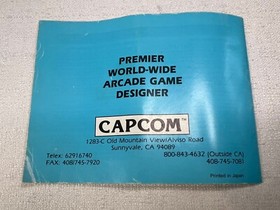 PREMIER
WORLD-WIDE
ARCADE GAME
DESIGNER
CAPCOM™
1283-C Old Mountain View/Alviso Road
Sunnyvale, CA 94089
Telex: 62916740 800-843-4632 (Outside CA)
FAX: 408/745-7920 408-745-7081
Printed in Japan